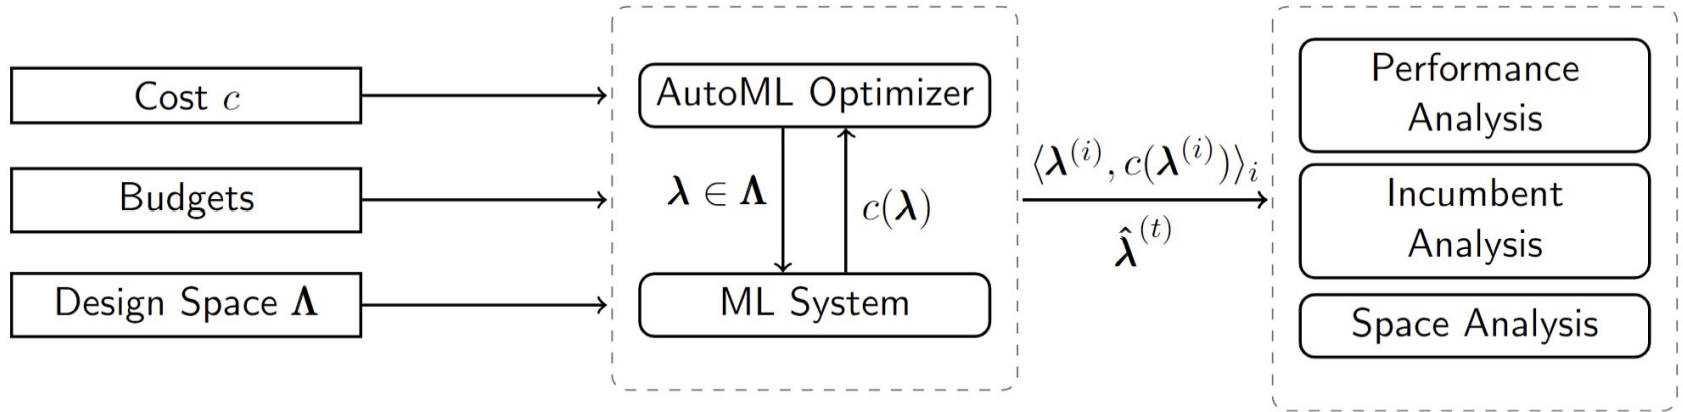 Cost c
Budgets
Design Space Λ
AutoML Optimizer
λ ∈ Λ
c(λ)
ML System
⟨λ^(i), c(λ^(i))⟩_i
λ̂^(t)
Performance
Analysis
Incumbent
Analysis
Space Analysis